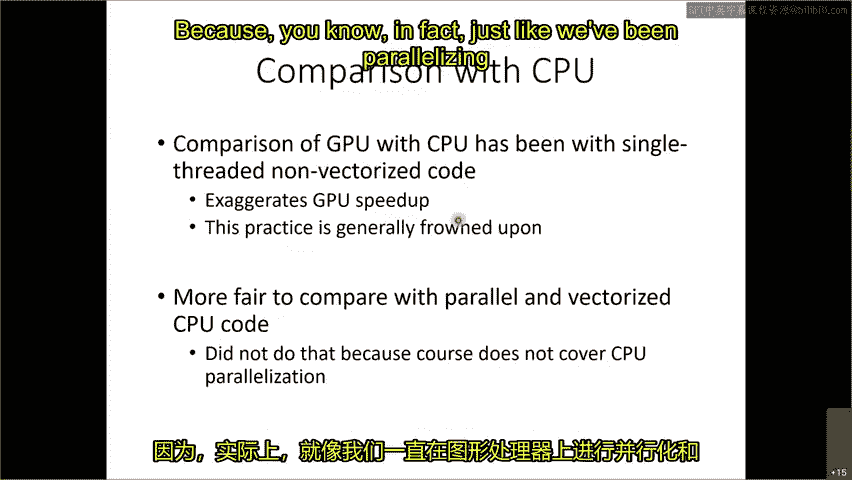 Because, you know, in fact, just like we've been
parallelizing
Comparison with CPU
• Comparison of GPU with CPU has been with single-
threaded non-vectorized code
• Exaggerates GPU speedup
• This practice is generally frowned upon
• More fair to compare with parallel and vectorized
CPU code
• Did not do that because course does not cover CPU
parallelization
因为，实际上，就像我们一直在图形处理器上进行并行化和
+15